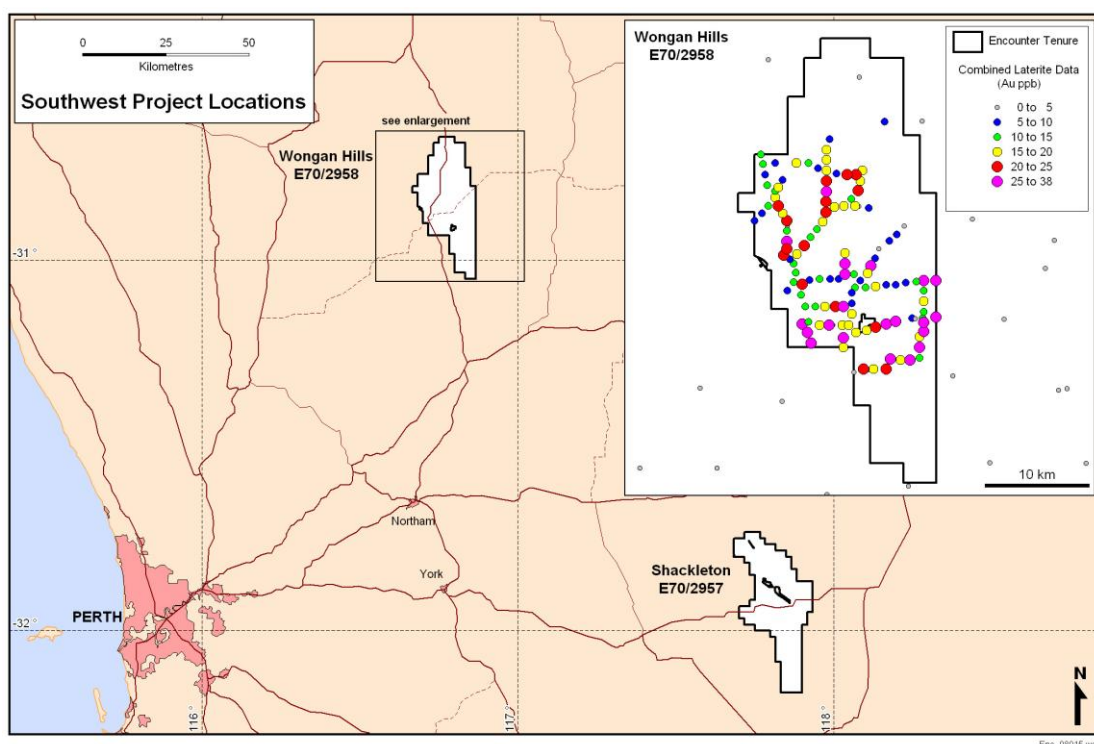 0 25 50
Kilometres
Southwest Project Locations
see enlargement
Wongan Hills
E70/2958
Wongan Hills
E70/2958
Encounter Tenure
Combined Laterite Data
(Au ppb)
0 to 5
5 to 10
10 to 15
15 to 20
20 to 25
25 to 38
10 km
-31°
Northam
York
Shackleton
E70/2957
PERTH
-32°
N
116°
117°
118°